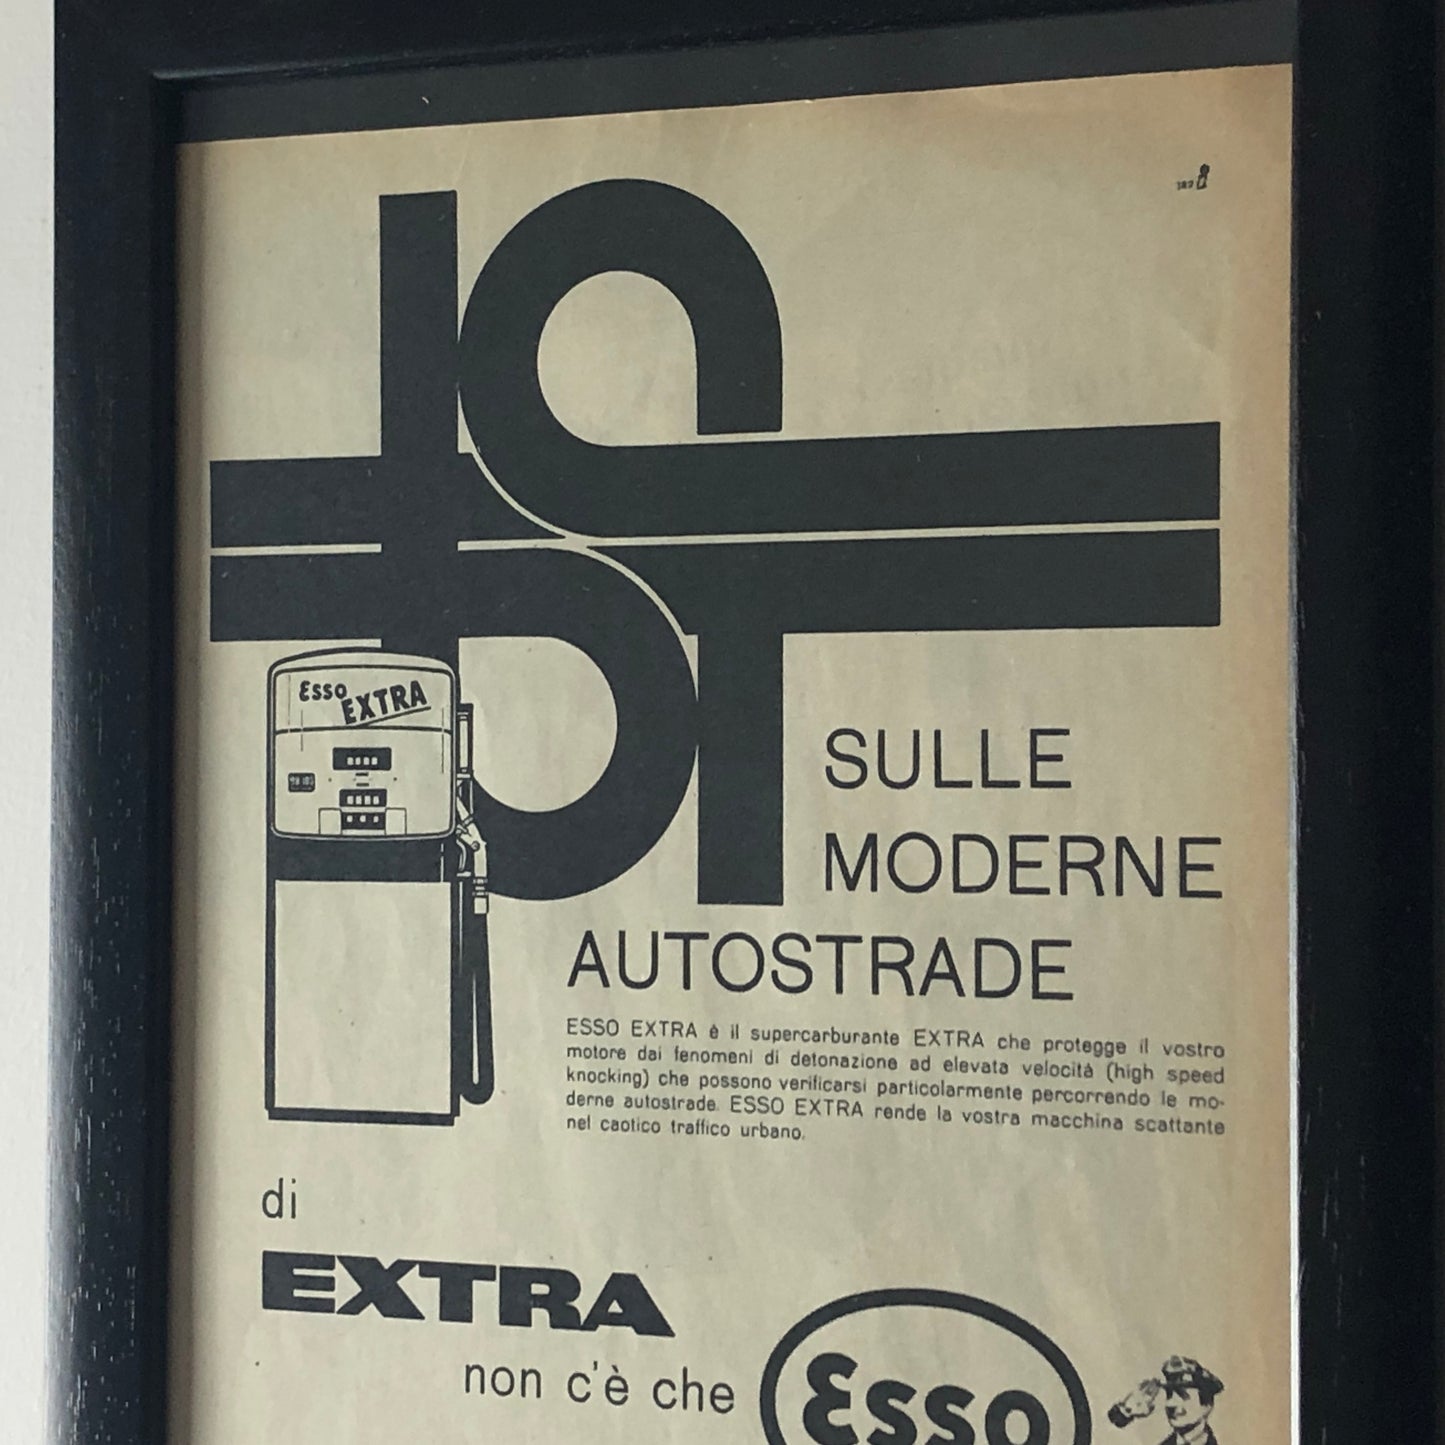 Esso
EXTRA
SULLE
MODERNE
AUTOSTRADE
ESSO EXTRA è il supercarburante EXTRA che protegge il vostro
motore dai fenomeni di detonazione ad elevata velocità (high speed
knocking) che possono verificarsi particolarmente percorrendo le mo-
derne autostrade. ESSO EXTRA rende la vostra macchina scattante
nel caotico traffico urbano.
di
EXTRA
non c'è che
Esso